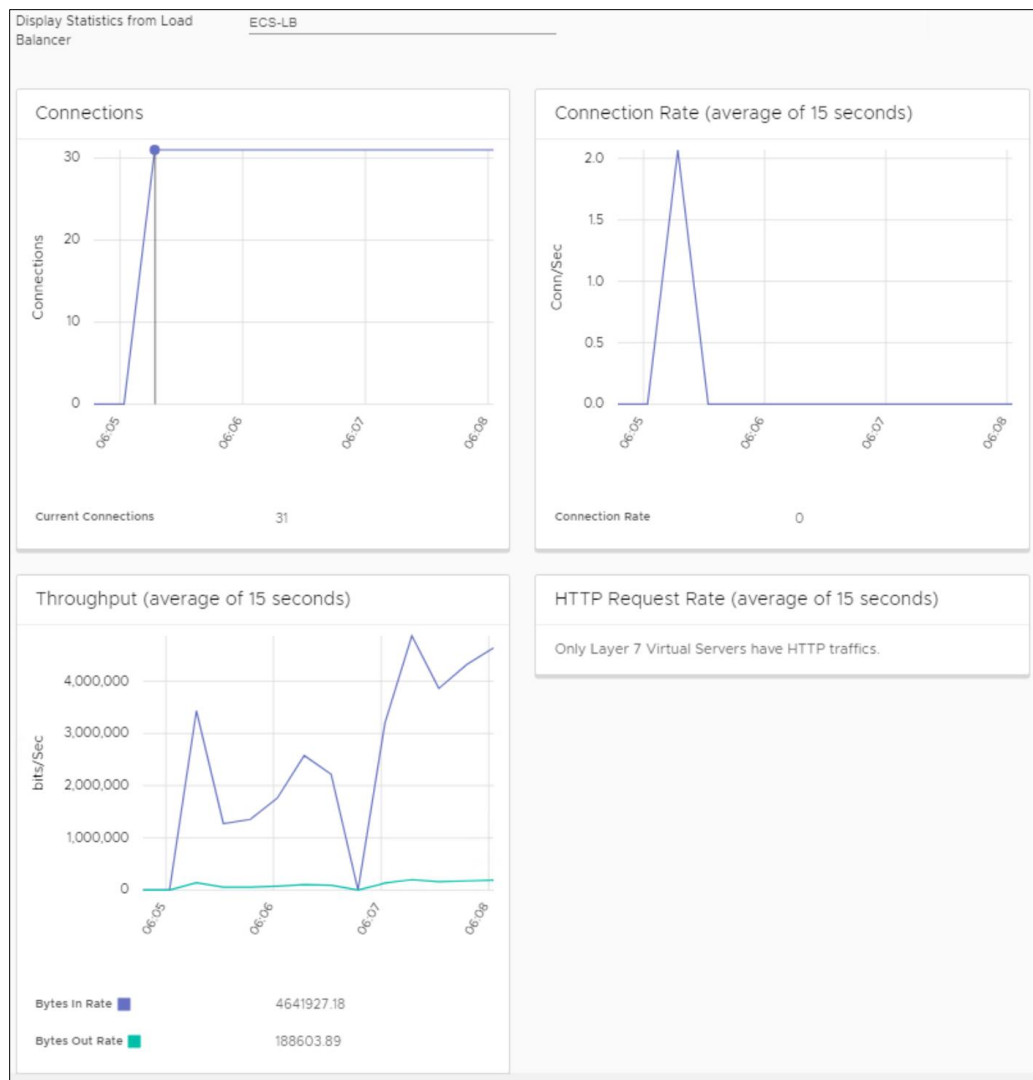 Display Statistics from Load
Balancer
ECS-LB
Connections
30
20
10
0
Connections
06:05
06:06
06:07
06:08
Current Connections
31
Connection Rate (average of 15 seconds)
2.0
1.5
1.0
0.5
0.0
Conn/Sec
06:05
06:06
06:07
06:08
Connection Rate
0
Throughput (average of 15 seconds)
4,000,000
3,000,000
2,000,000
1,000,000
0
bits/Sec
06:05
06:06
06:07
06:08
Bytes In Rate
4641927.18
Bytes Out Rate
188603.89
HTTP Request Rate (average of 15 seconds)
Only Layer 7 Virtual Servers have HTTP traffics.